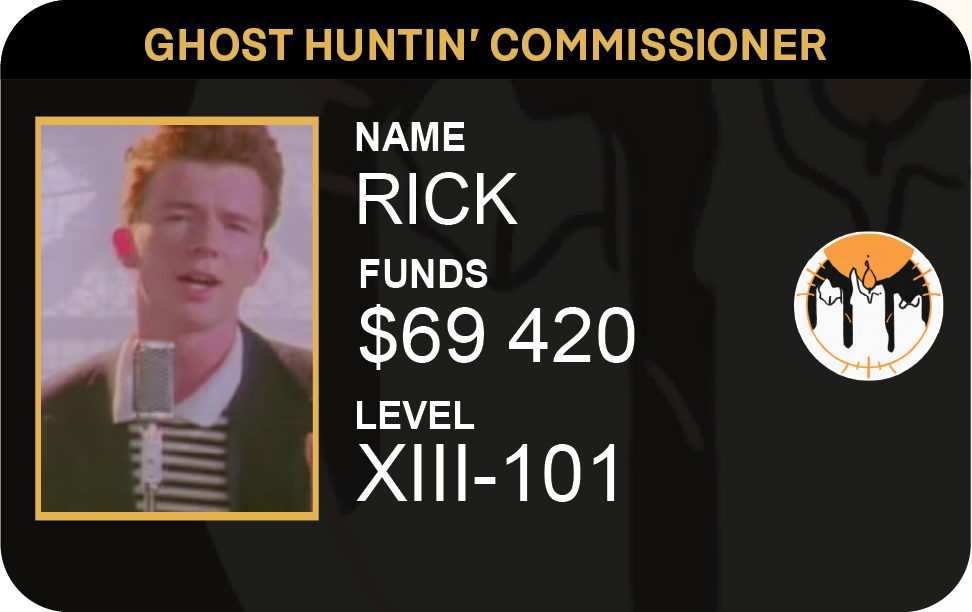 GHOST HUNTIN’ COMMISSIONER
NAME
RICK
FUNDS
$69 420
LEVEL
XIII-101